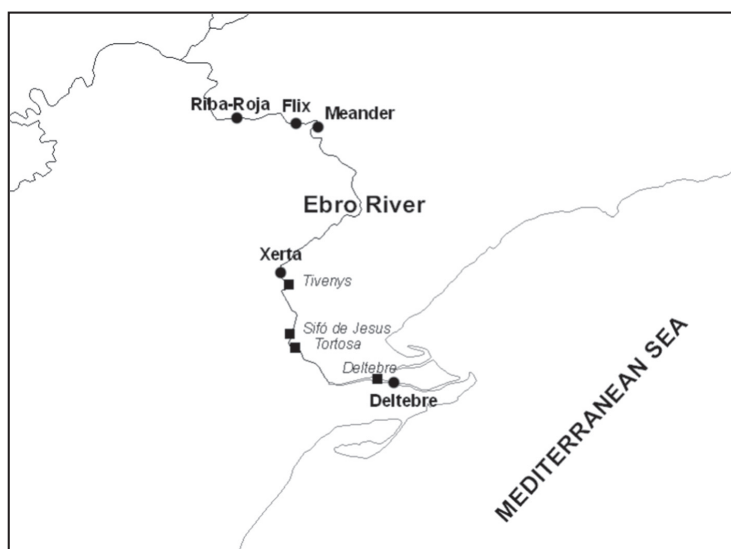 Riba-Roja
Flix
Meander
Ebro River
Xerta
Tivenys
Sifó de Jesus
Tortosa
Deltebre
Deltebre
MEDITERRANEAN SEA